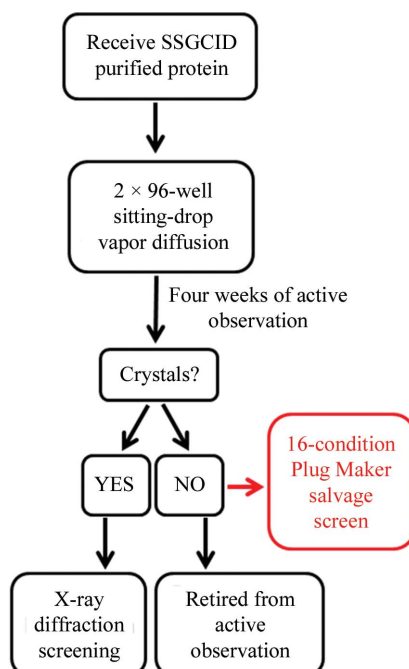 Receive SSGCID
purified protein
2 × 96-well
sitting-drop
vapor diffusion
Four weeks of active
observation
Crystals?
YES
NO
16-condition
Plug Maker
salvage
screen
X-ray
diffraction
screening
Retired from
active
observation